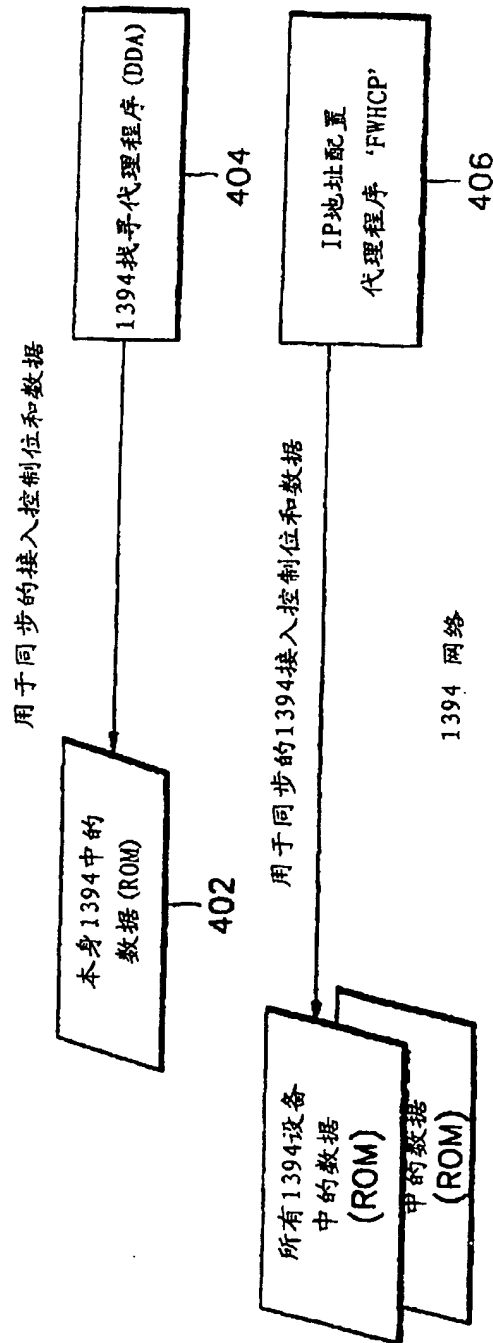 用于同步的接入控制位和数据
本身1394中的
数据(ROM)
402
1394找寻代理程序(DDA)
404
用于同步的1394接入控制位和数据
所有1394设备
中的数据
(ROM)
中的数据
(ROM)
IP地址配置
代理程序 'FWHCP'
406
1394 网络